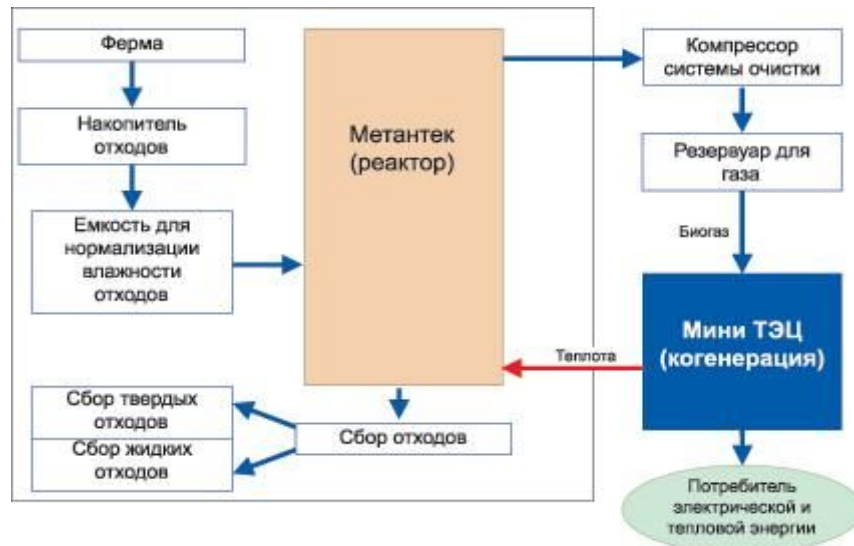 Ферма
Накопитель
отходов
Емкость для
нормализации
влажности
отходов
Метантек
(реактор)
Сбор отходов
Сбор твердых
отходов
Сбор жидких
отходов
Компрессор
системы очистки
Резервуар для
газа
Биогаз
Мини ТЭЦ
(когенерация)
Теплота
Потребитель
электрической и
тепловой энергии